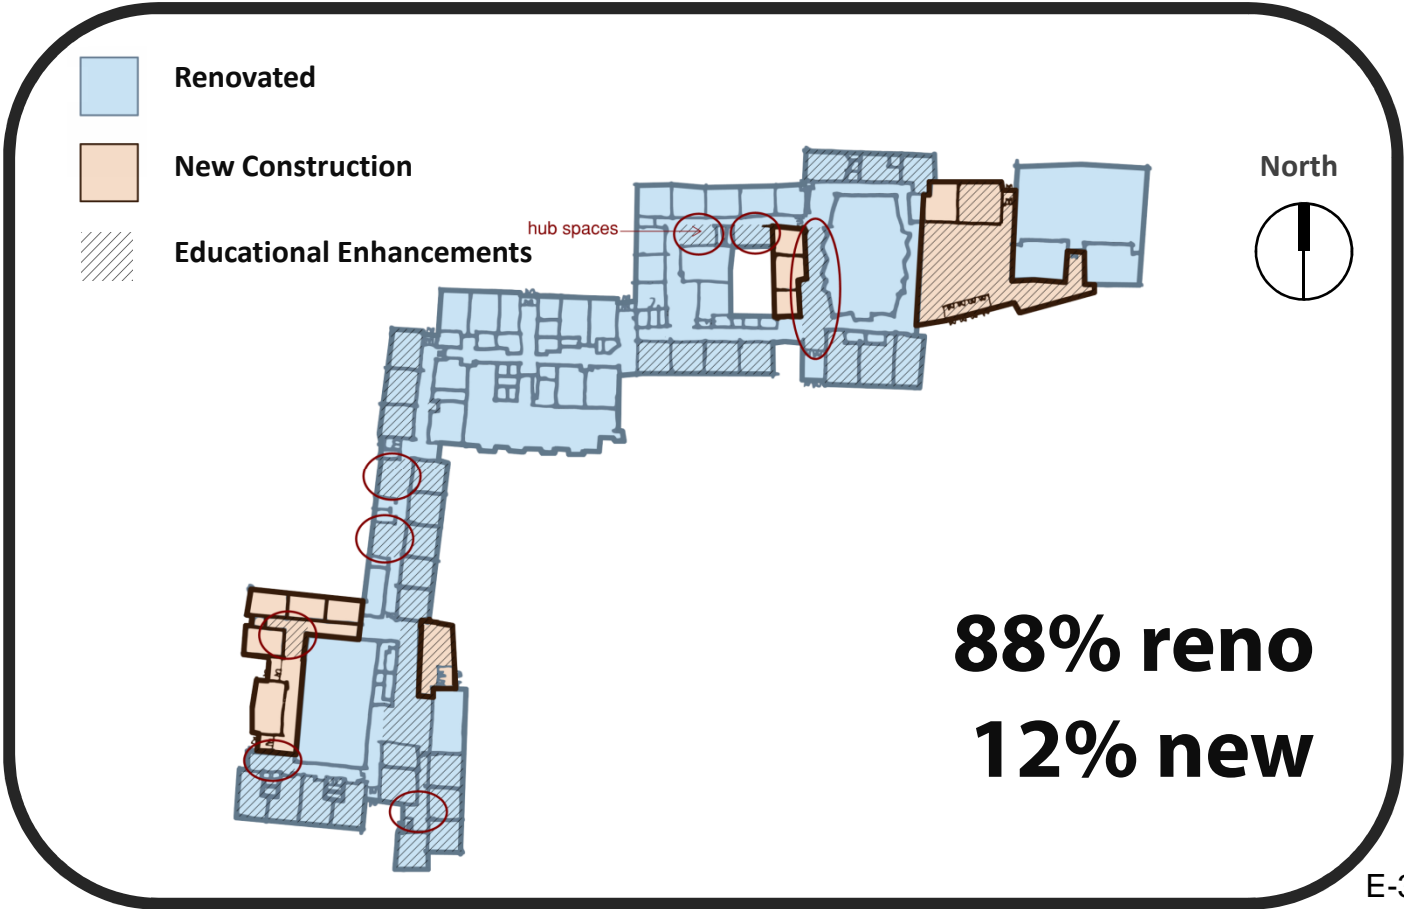 Renovated
New Construction
North
hub spaces
Educational Enhancements
88% reno
12% new